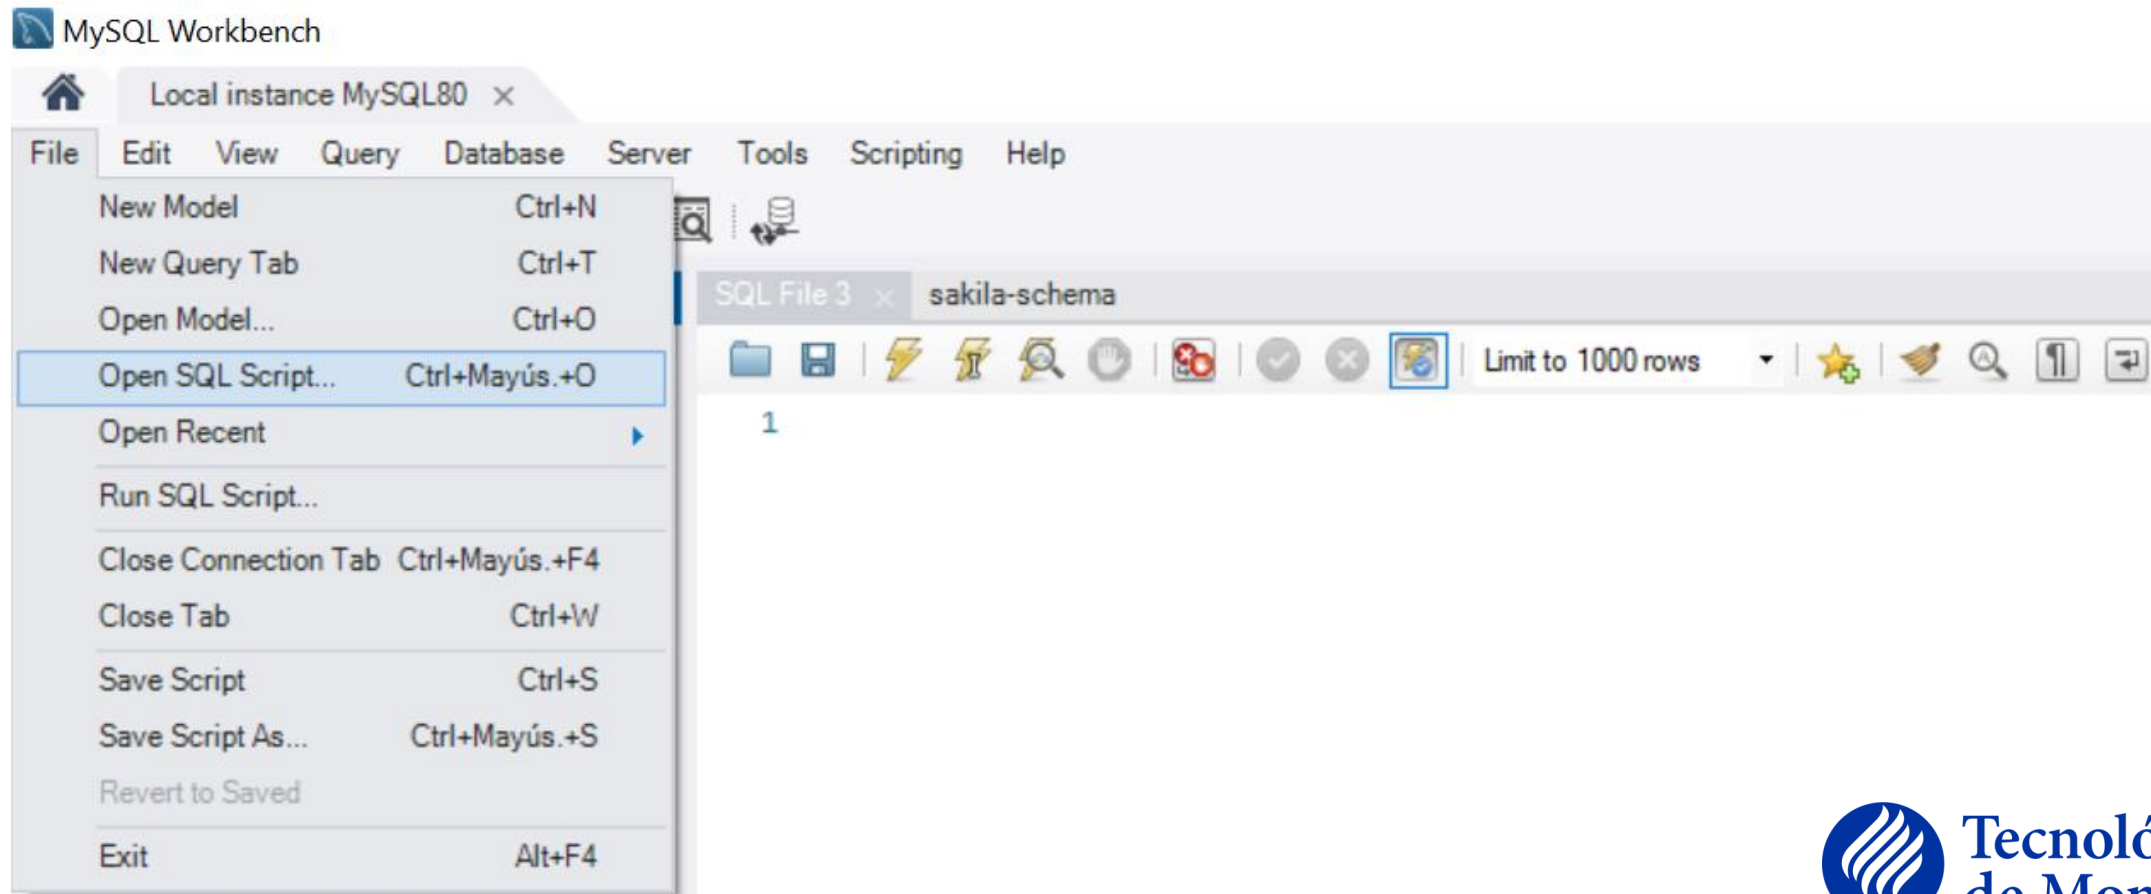 MySQL Workbench
Local instance MySQL80
File Edit View Query Database Server Tools Scripting Help
New Model Ctrl+N
New Query Tab Ctrl+T
Open Model... Ctrl+O
Open SQL Script... Ctrl+Mayús.+O
Open Recent
Run SQL Script...
Close Connection Tab Ctrl+Mayús.+F4
Close Tab Ctrl+W
Save Script Ctrl+S
Save Script As... Ctrl+Mayús.+S
Revert to Saved
Exit Alt+F4
SQL File 3 sakila-schema
Limit to 1000 rows
1
Tecnoló
de Mon